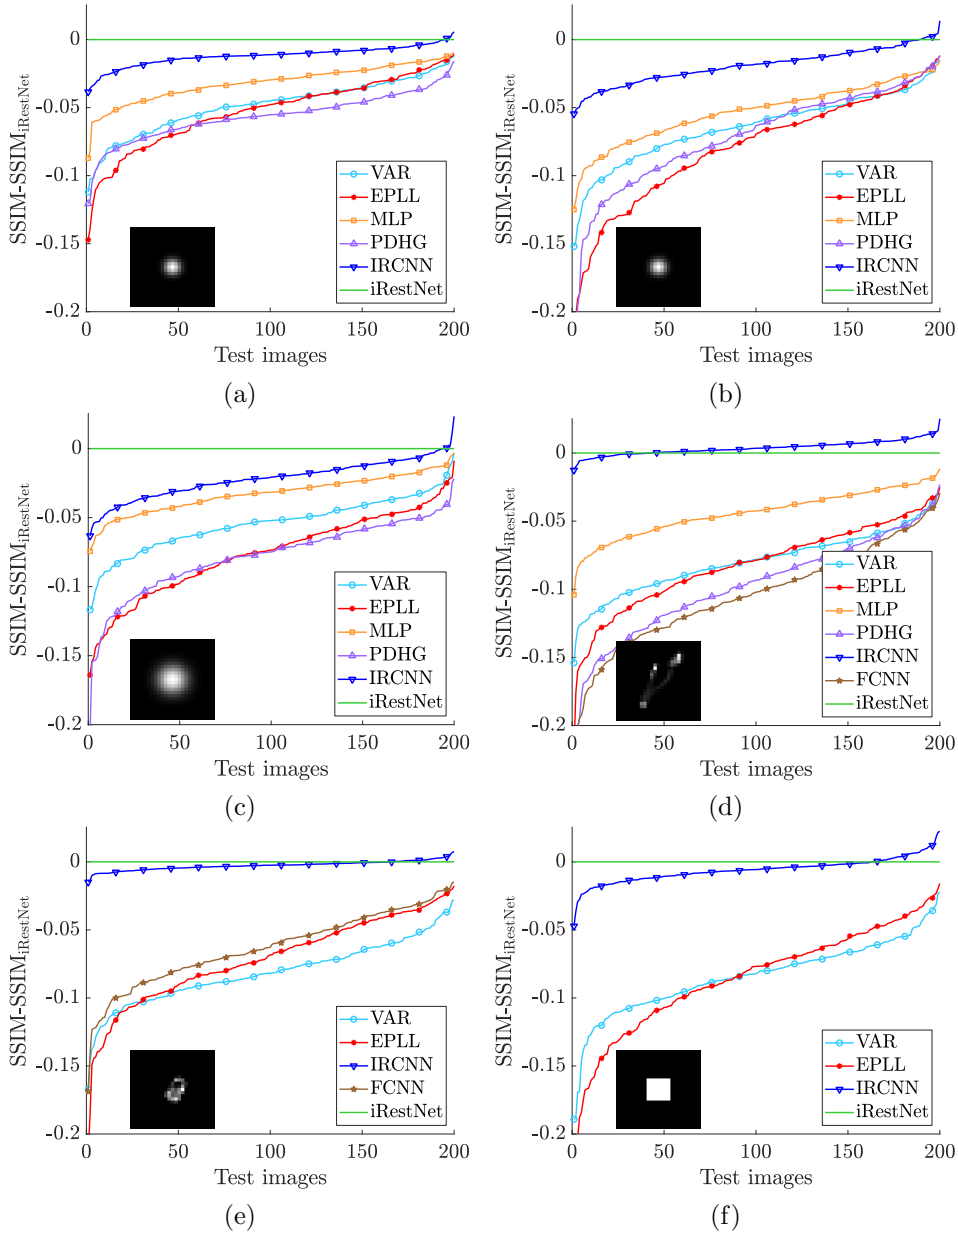 SSIM-SSIM_iRestNet
0
-0.05
-0.1
-0.15
-0.2
VAR
EPLL
MLP
PDHG
IRCNN
iRestNet
0 50 100 150 200
Test images
(a)
SSIM-SSIM_iRestNet
0
-0.05
-0.1
-0.15
-0.2
VAR
EPLL
MLP
PDHG
IRCNN
iRestNet
0 50 100 150 200
Test images
(b)
SSIM-SSIM_iRestNet
0
-0.05
-0.1
-0.15
-0.2
VAR
EPLL
MLP
PDHG
IRCNN
iRestNet
0 50 100 150 200
Test images
(c)
SSIM-SSIM_iRestNet
0
-0.05
-0.1
-0.15
-0.2
VAR
EPLL
MLP
PDHG
IRCNN
FCNN
iRestNet
0 50 100 150 200
Test images
(d)
SSIM-SSIM_iRestNet
0
-0.05
-0.1
-0.15
-0.2
VAR
EPLL
IRCNN
FCNN
iRestNet
0 50 100 150 200
Test images
(e)
SSIM-SSIM_iRestNet
0
-0.05
-0.1
-0.15
-0.2
VAR
EPLL
IRCNN
iRestNet
0 50 100 150 200
Test images
(f)